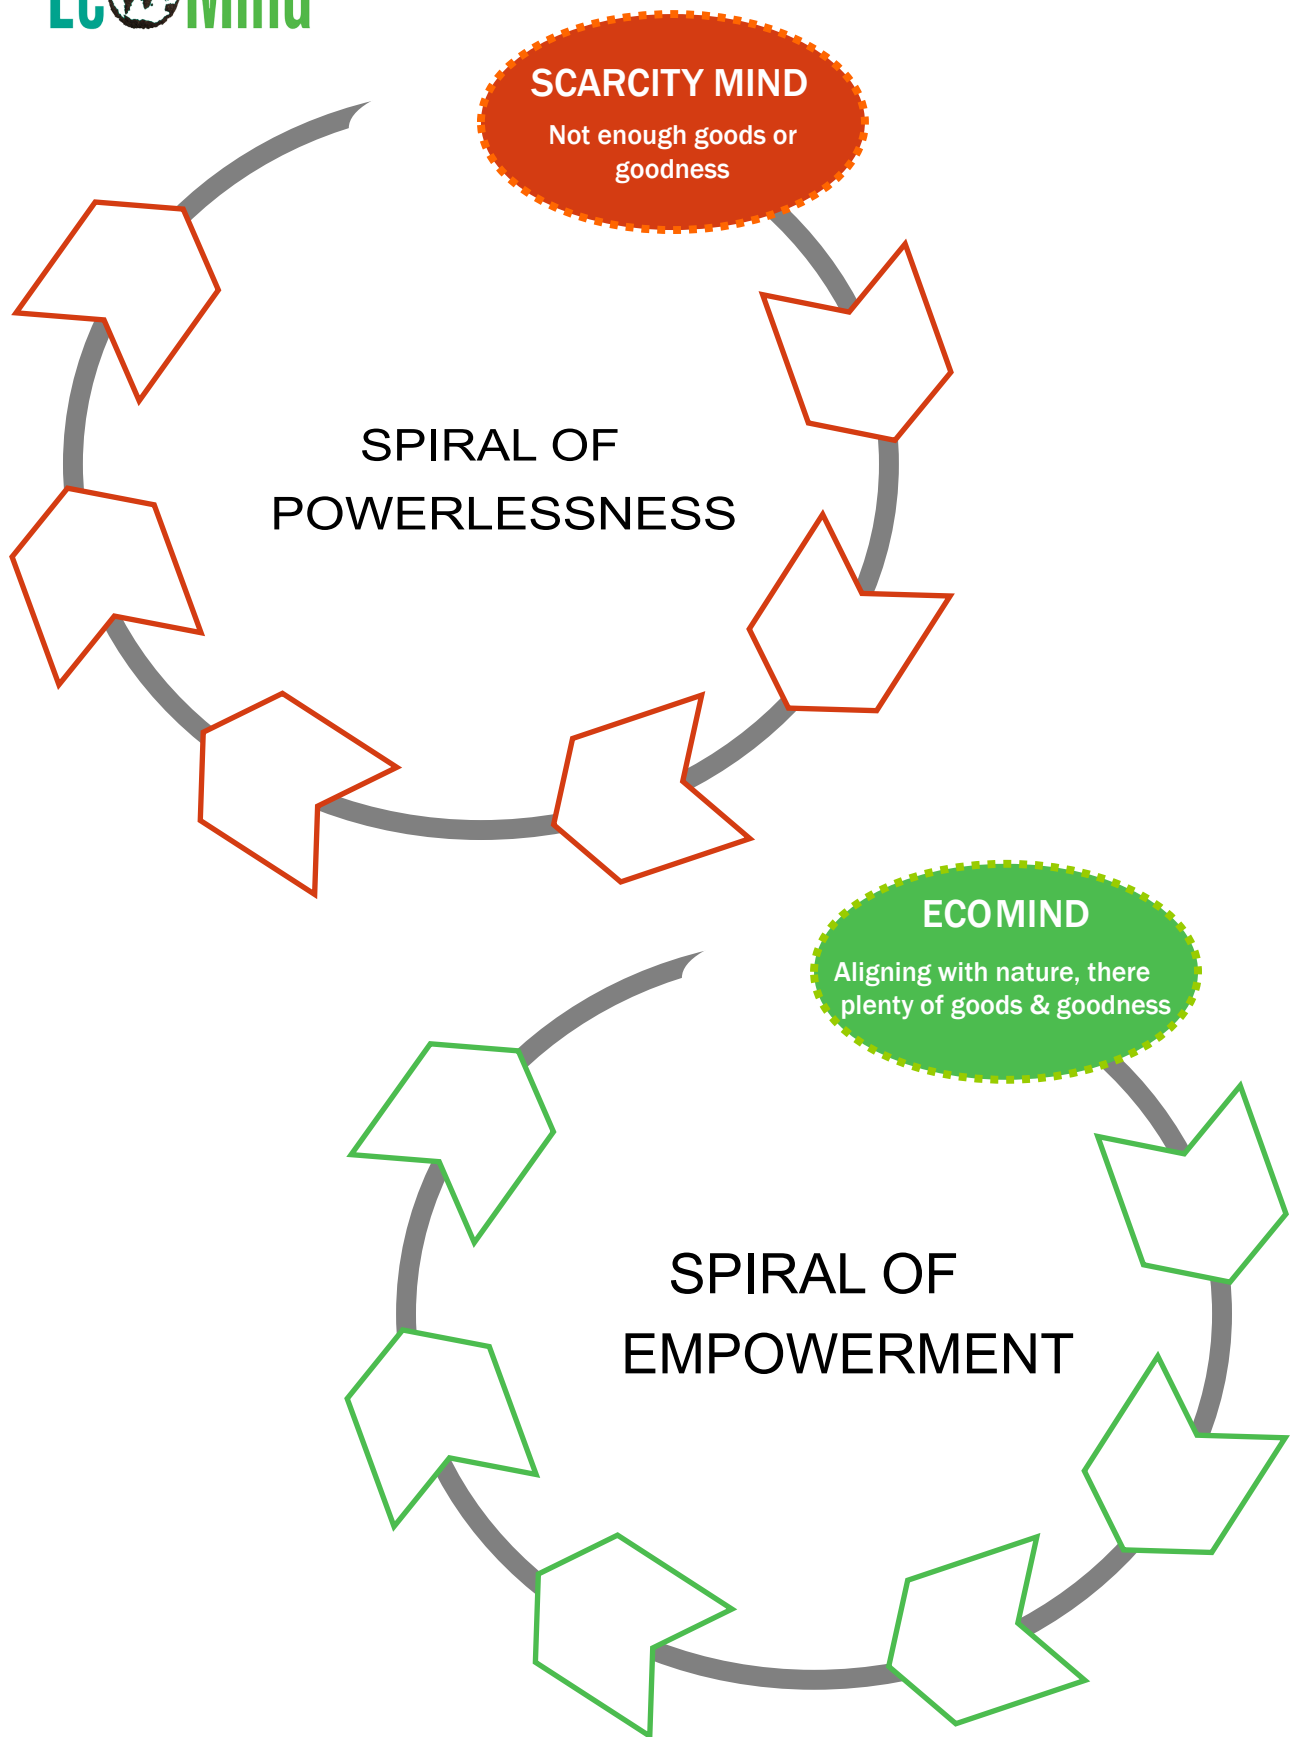 EcoMind
SCARCITY MIND
Not enough goods or
goodness
SPIRAL OF
POWERLESSNESS
ECOMIND
Aligning with nature, there
plenty of goods & goodness
SPIRAL OF
EMPOWERMENT